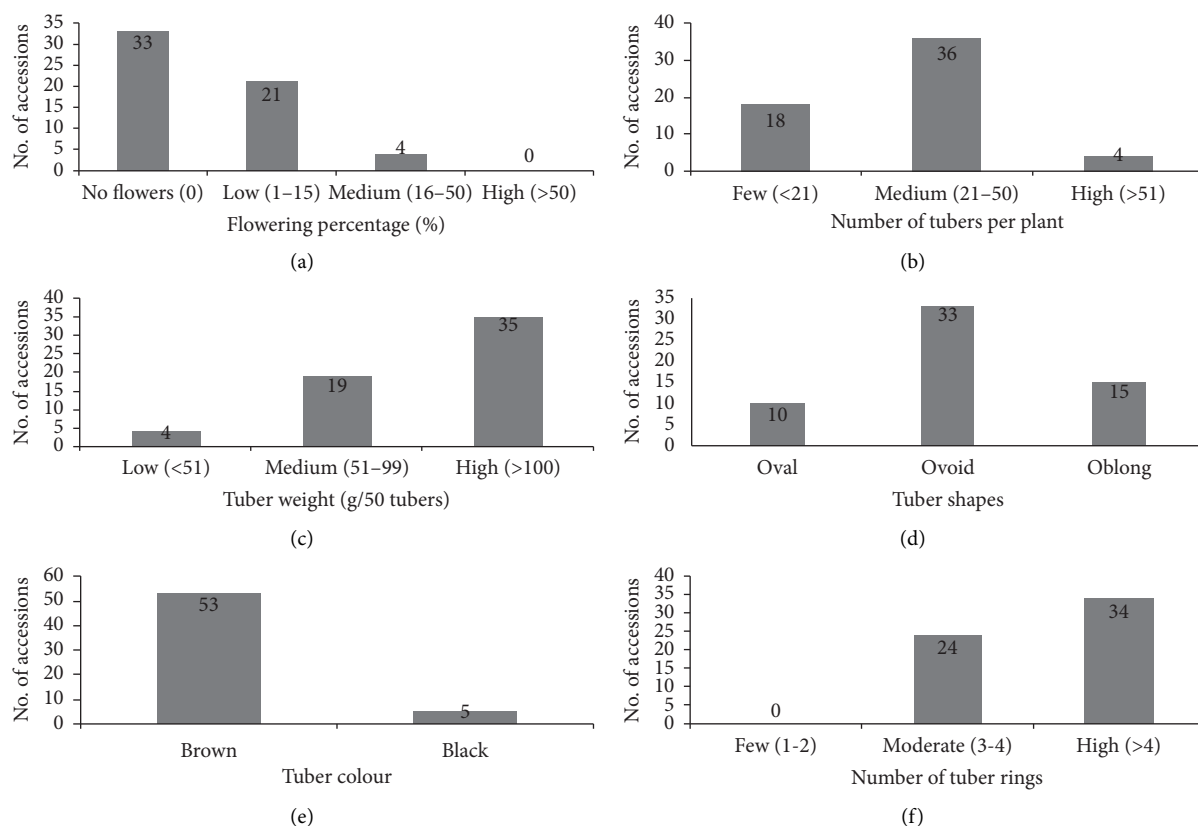 No. of accessions
35
30
25
20
15
10
5
0
33
21
4
0
No flowers (0) Low (1–15) Medium (16–50) High (>50)
Flowering percentage (%)
(a)
No. of accessions
40
30
20
10
0
18
36
4
Few (<21) Medium (21–50) High (>51)
Number of tubers per plant
(b)
No. of accessions
40
35
30
25
20
15
10
5
0
4
19
35
Low (<51) Medium (51–99) High (>100)
Tuber weight (g/50 tubers)
(c)
No. of accessions
35
30
25
20
15
10
5
0
10
33
15
Oval Ovoid Oblong
Tuber shapes
(d)
No. of accessions
60
50
40
30
20
10
0
53
5
Brown Black
Tuber colour
(e)
No. of accessions
40
35
30
25
20
15
10
5
0
0
24
34
Few (1-2) Moderate (3-4) High (>4)
Number of tuber rings
(f)